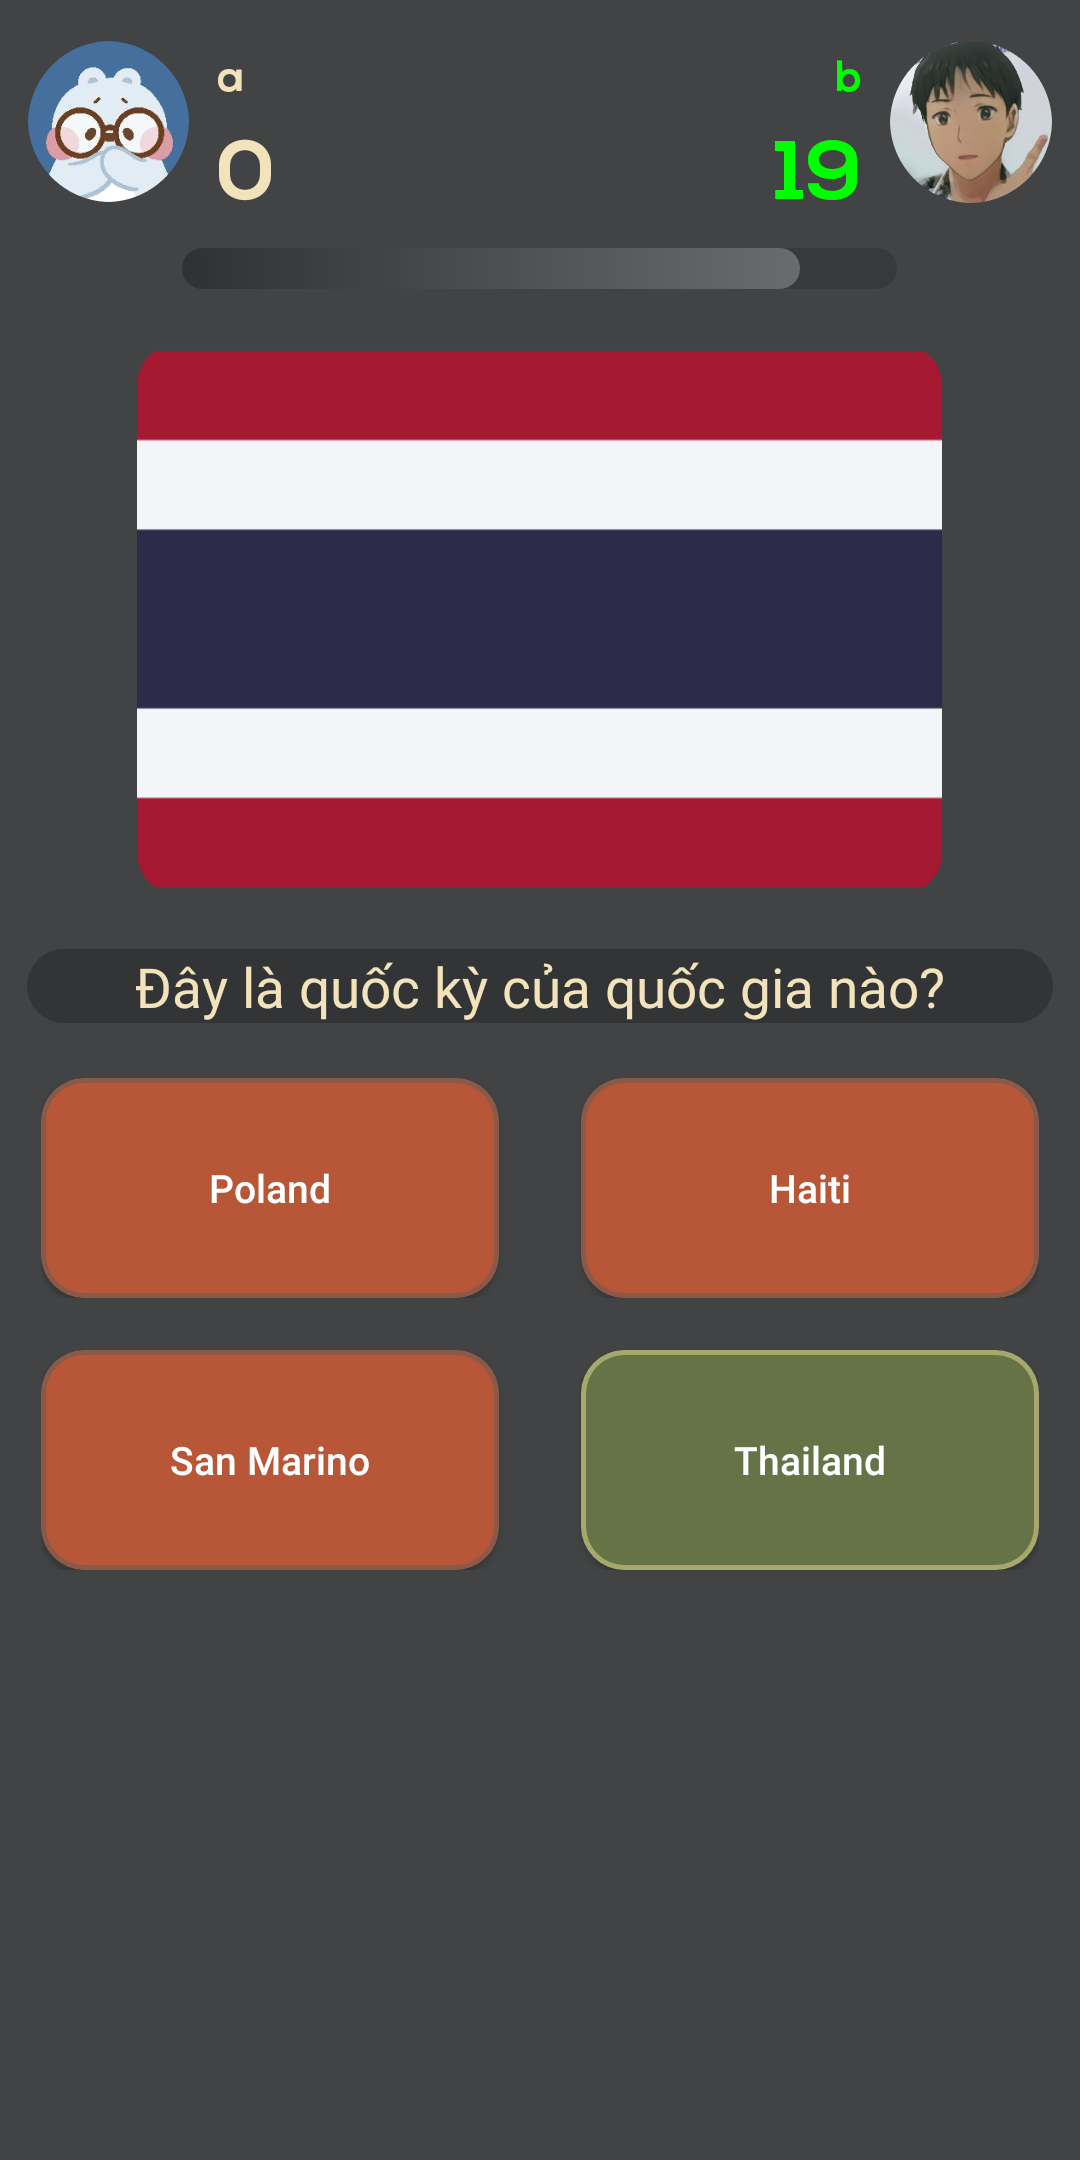 a
b
0
19
Đây là quốc kỳ của quốc gia nào?
Poland
Haiti
San Marino
Thailand